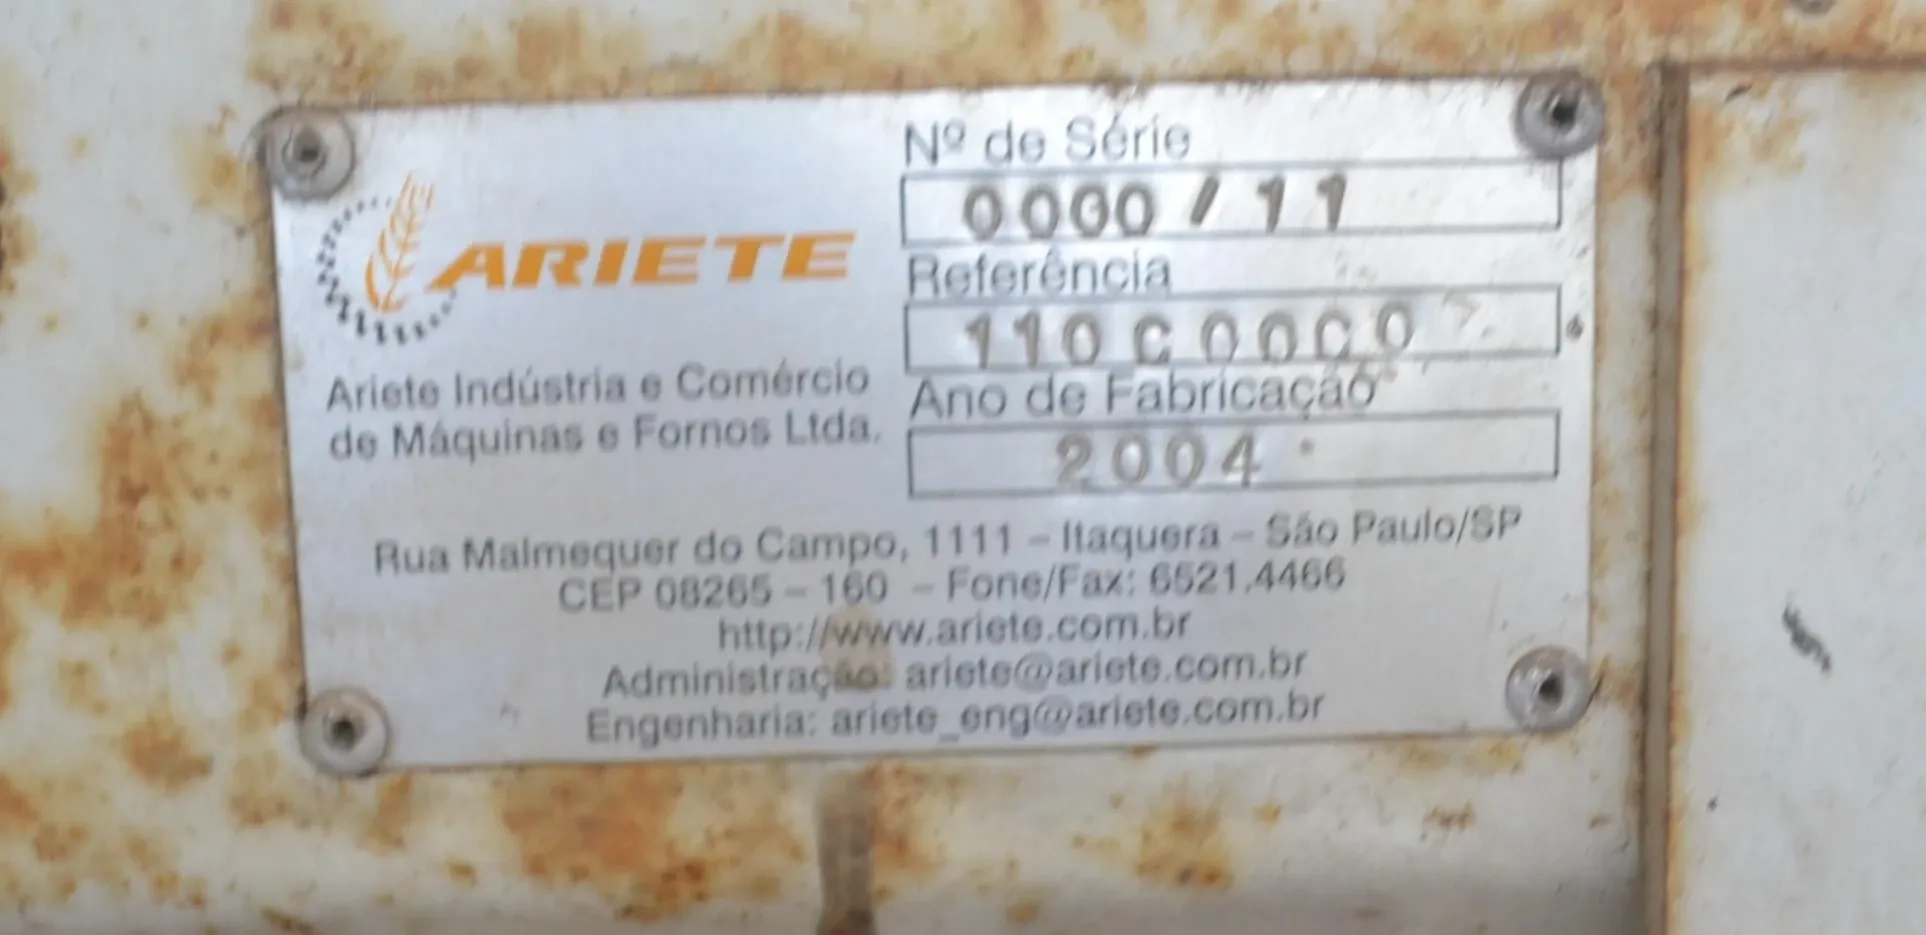 ARIETE
Ariete Indústria e Comércio
de Máquinas e Fornos Ltda.
Nº de Série
0000/11
Referência
110C00C0
Ano de Fabricação
2004
Rua Malmequer do Campo, 1111 – Itaquera – São Paulo/SP
CEP 08265 – 160 – Fone/Fax: 6521.4466
http://www.ariete.com.br
Administração: ariete@ariete.com.br
Engenharia: ariete_eng@ariete.com.br